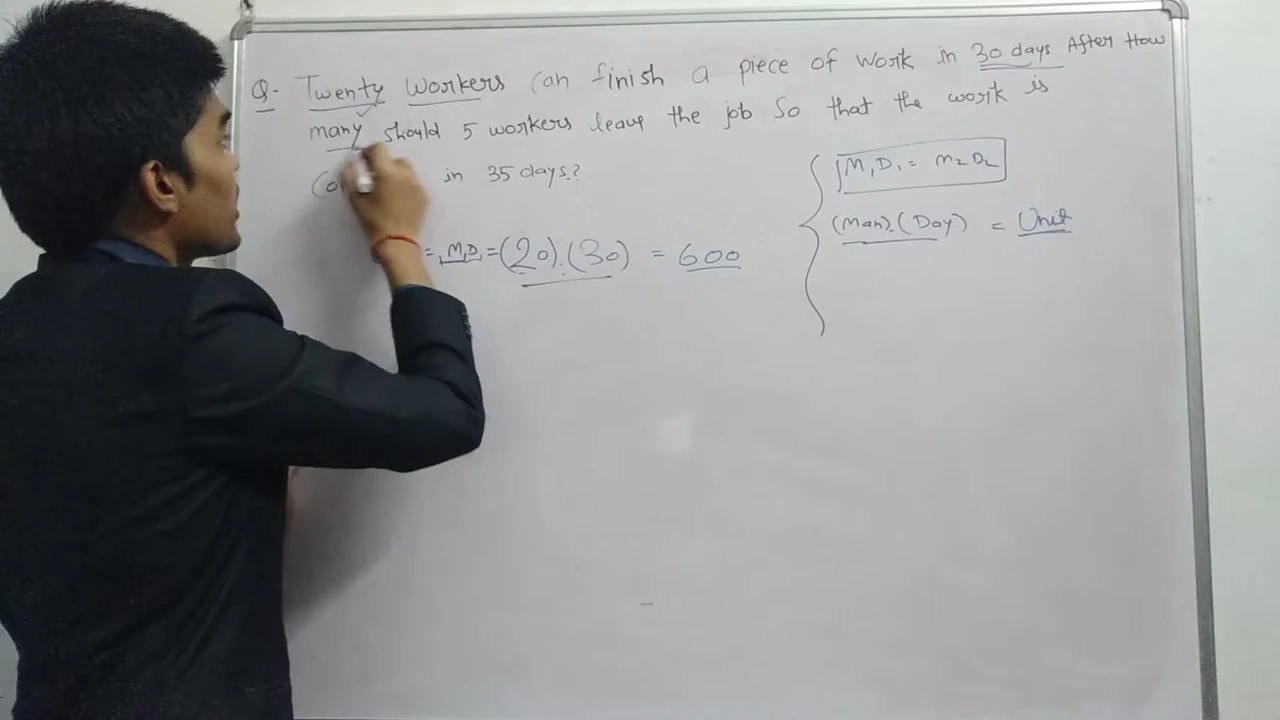 Q- Twenty workers can finish a piece of work in 30 days After How
many should 5 workers leave the job so that the work is
in 35 days.?
= M₁D₁ = (20).(30) = 600
M₁D₁ = M₂D₂
(Man).(Day) = Unit